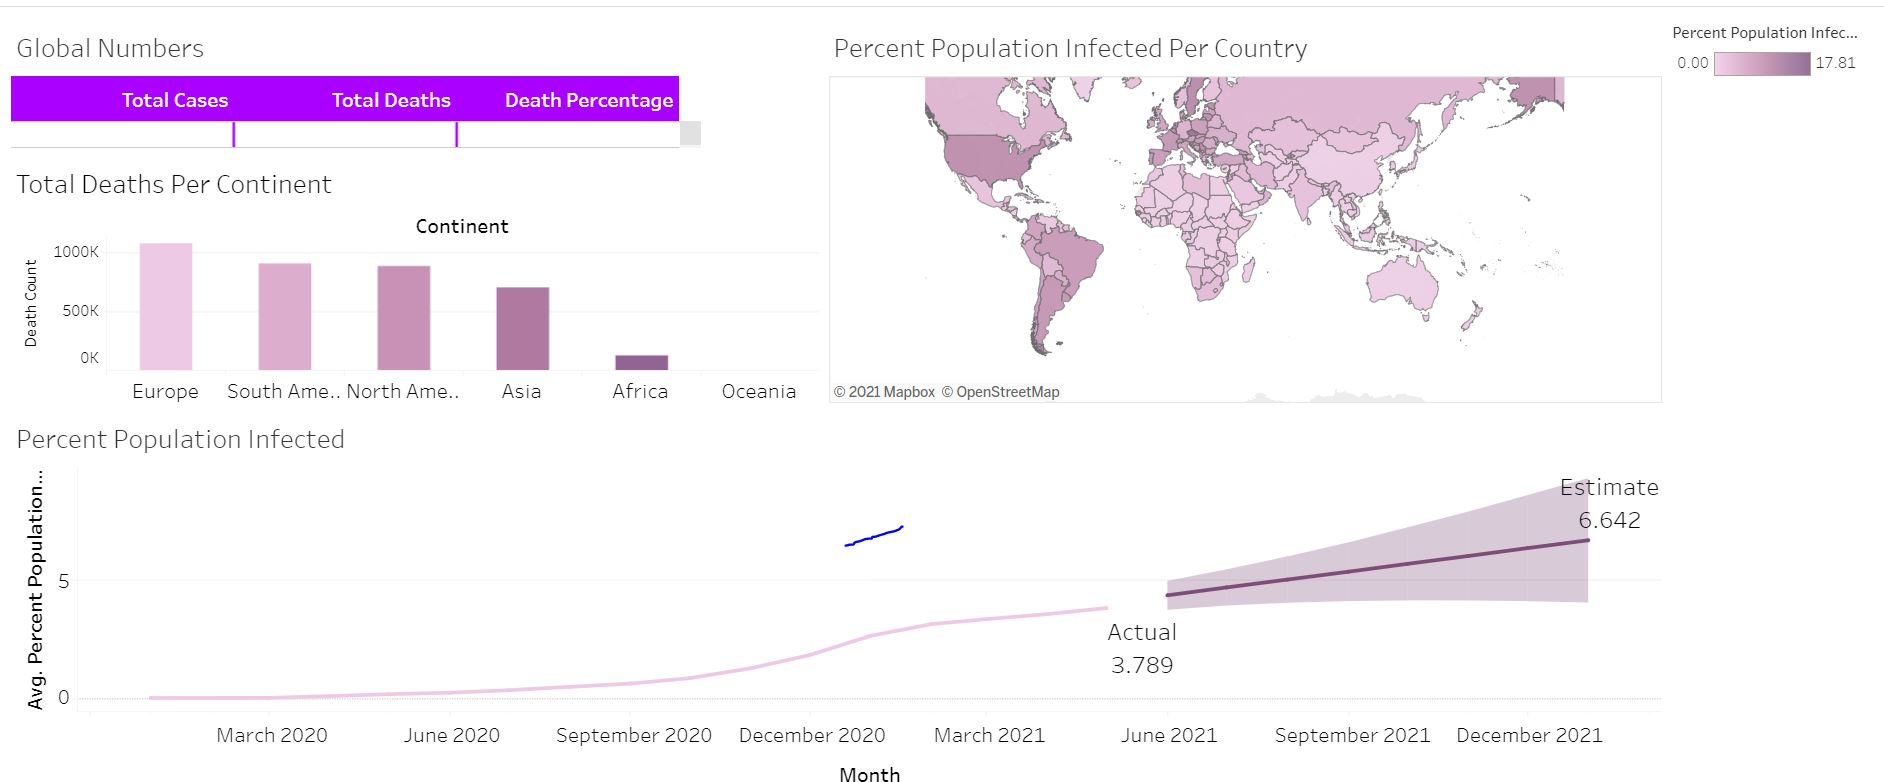 Global Numbers
Total Cases Total Deaths Death Percentage
Total Deaths Per Continent
Continent
Death Count
1000K
500K
0K
Europe South Ame.. North Ame.. Asia Africa Oceania
Percent Population Infected Per Country
© 2021 Mapbox © OpenStreetMap
Percent Population Infec...
0.00 17.81
Percent Population Infected
Avg. Percent Population...
5
0
Estimate
6.642
Actual
3.789
March 2020 June 2020 September 2020 December 2020 March 2021 June 2021 September 2021 December 2021
Month